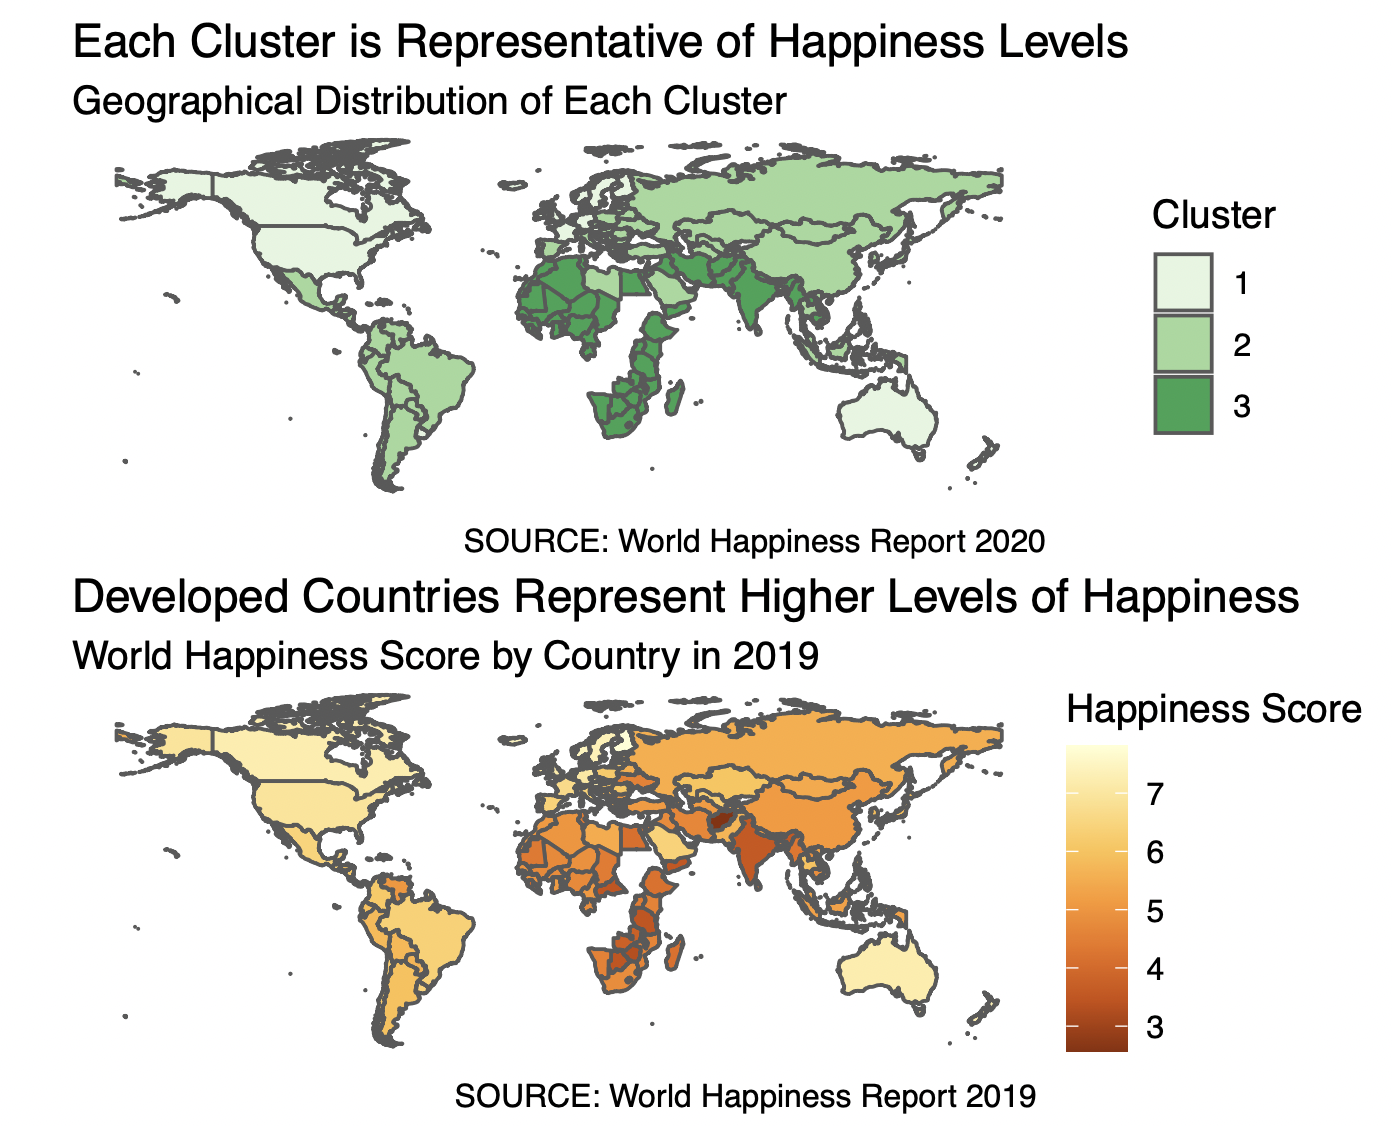 Each Cluster is Representative of Happiness Levels
Geographical Distribution of Each Cluster
Cluster
1
2
3
SOURCE: World Happiness Report 2020
Developed Countries Represent Higher Levels of Happiness
World Happiness Score by Country in 2019
Happiness Score
7
6
5
4
3
SOURCE: World Happiness Report 2019